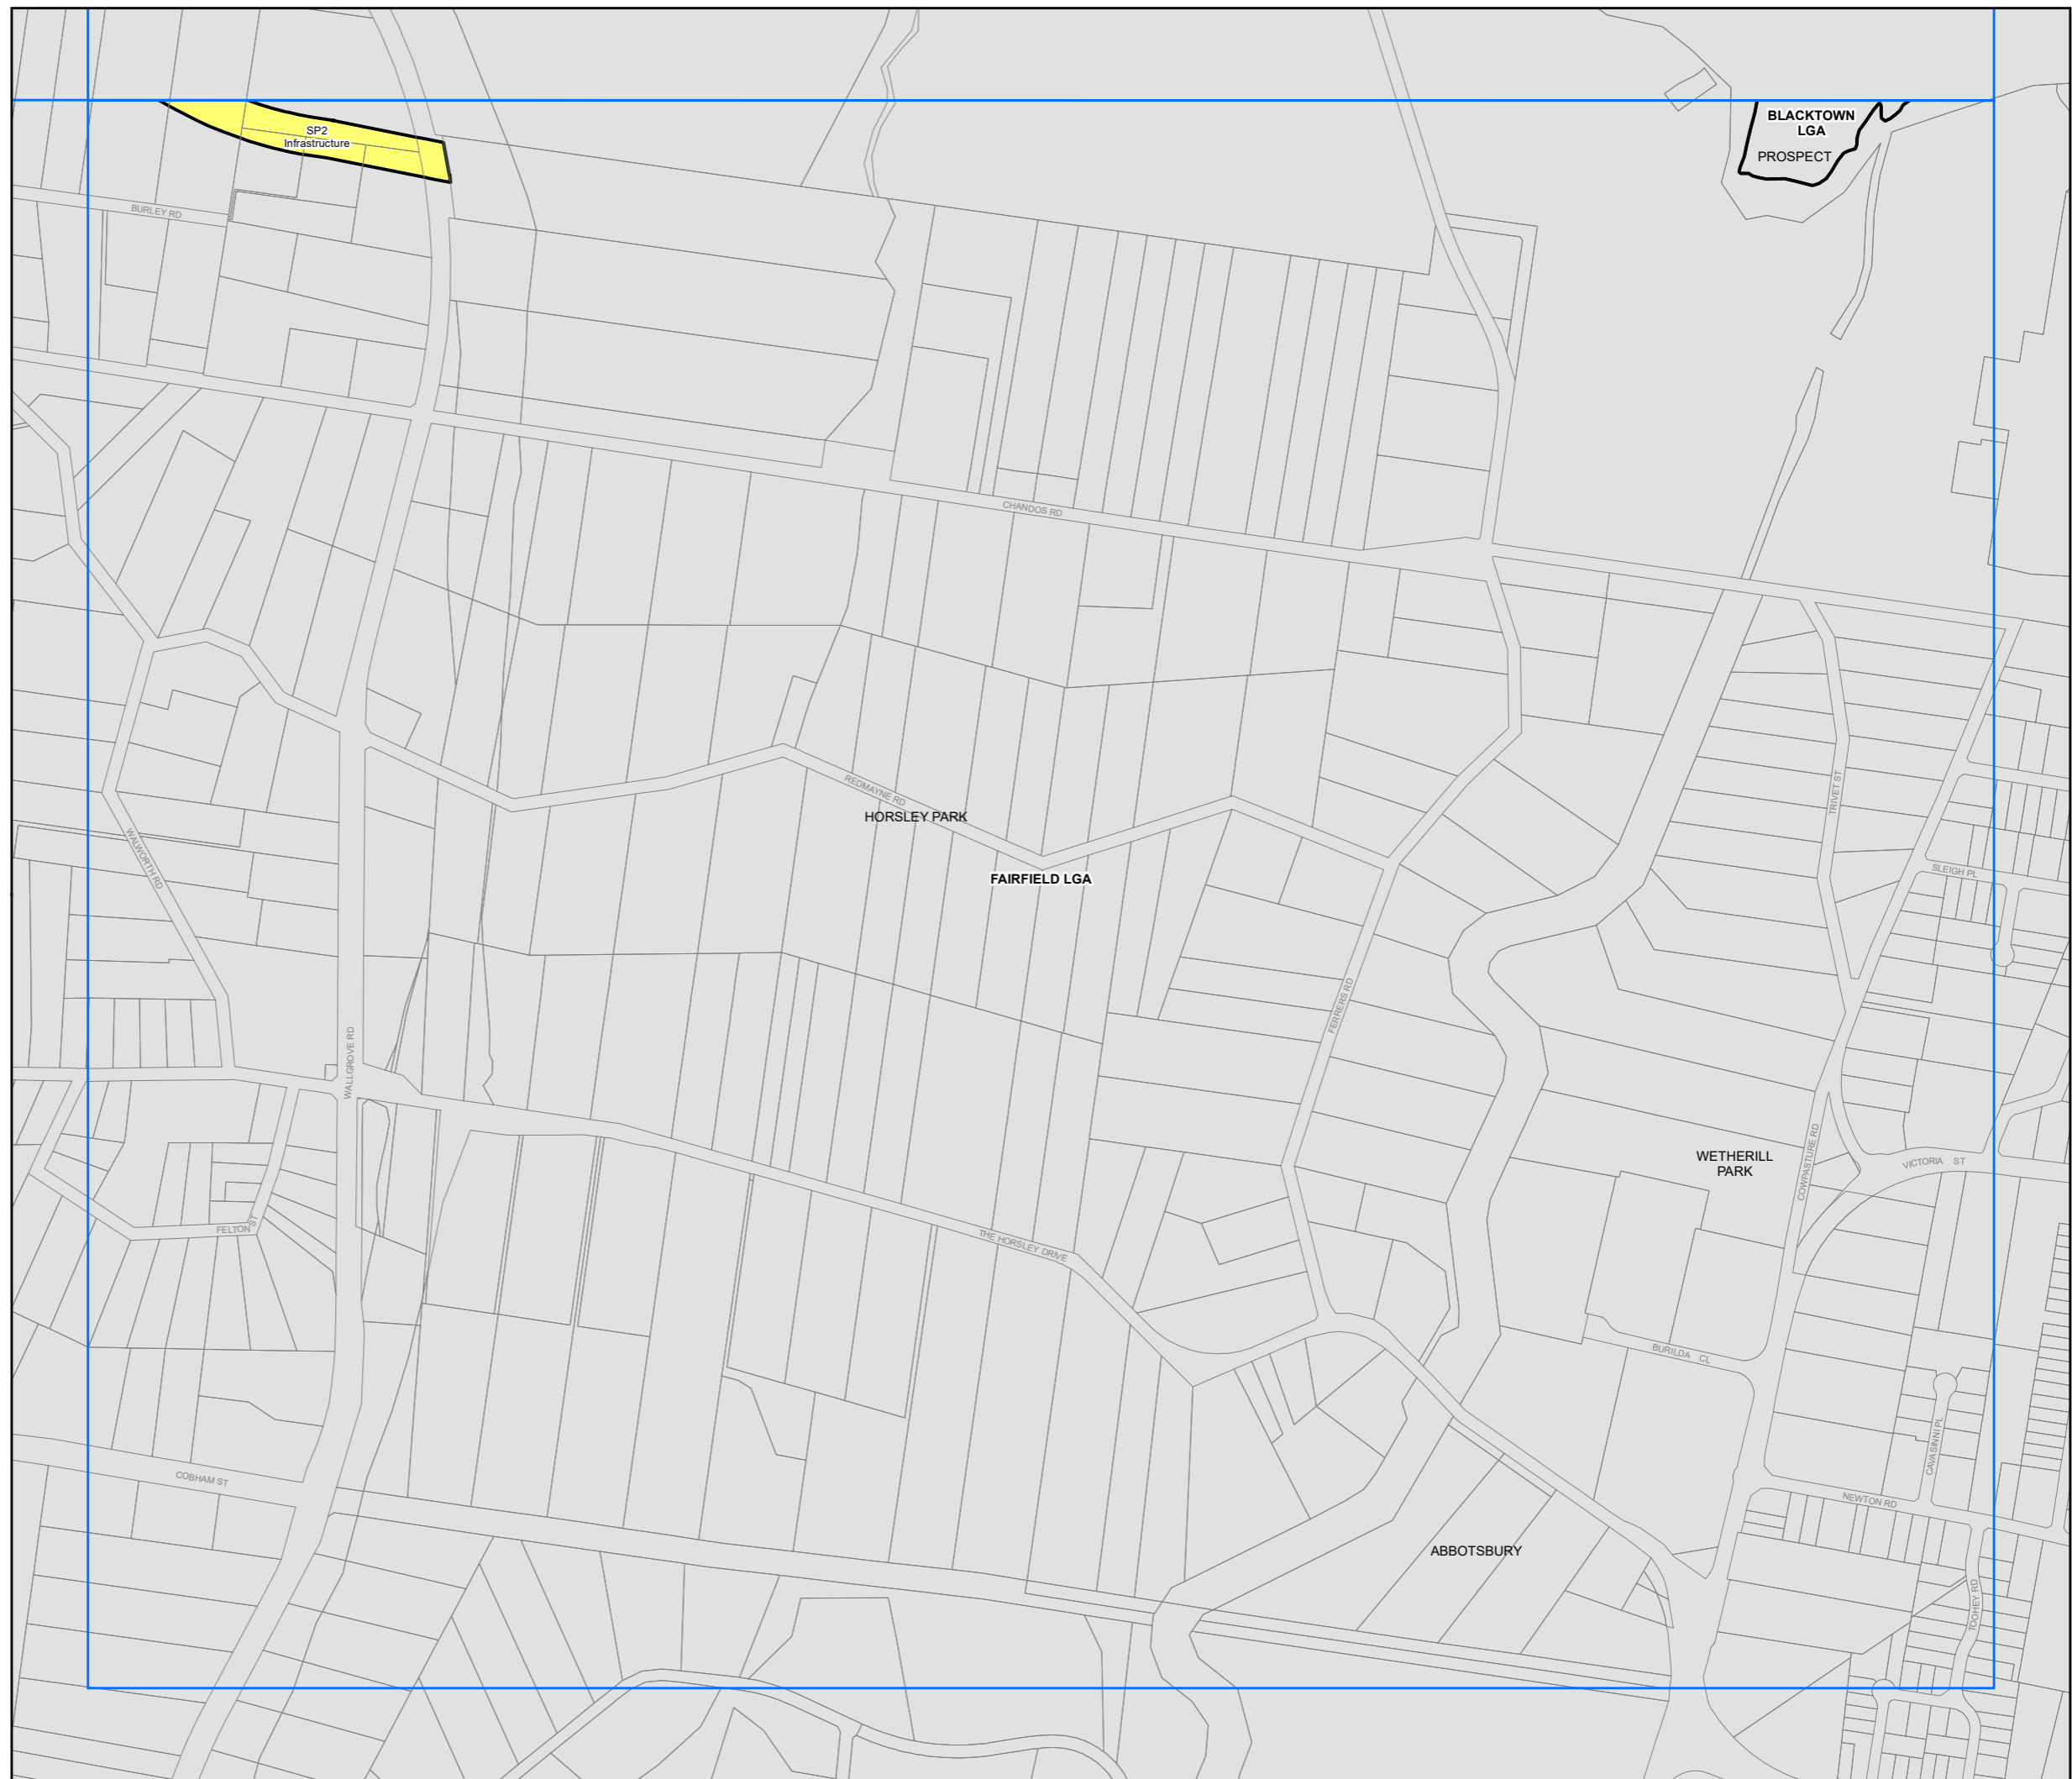 BLACKTOWN
LGA
PROSPECT
SP2
Infrastructure
BURLEY RD
CHANDOS RD
REDMAYNE RD
HORSLEY PARK
TRIVET ST
WALWORTH RD
SLEIGH PL
FAIRFIELD LGA
FERRERS RD
WALLGROVE RD
WETHERILL
PARK
COWPASTURE RD
VICTORIA ST
FELTON ST
THE HORSLEY DRIVE
BURILDA CL
CAVASINNI PL
COBHAM ST
NEWTON RD
ABBOTSBURY
TOOHEY RD